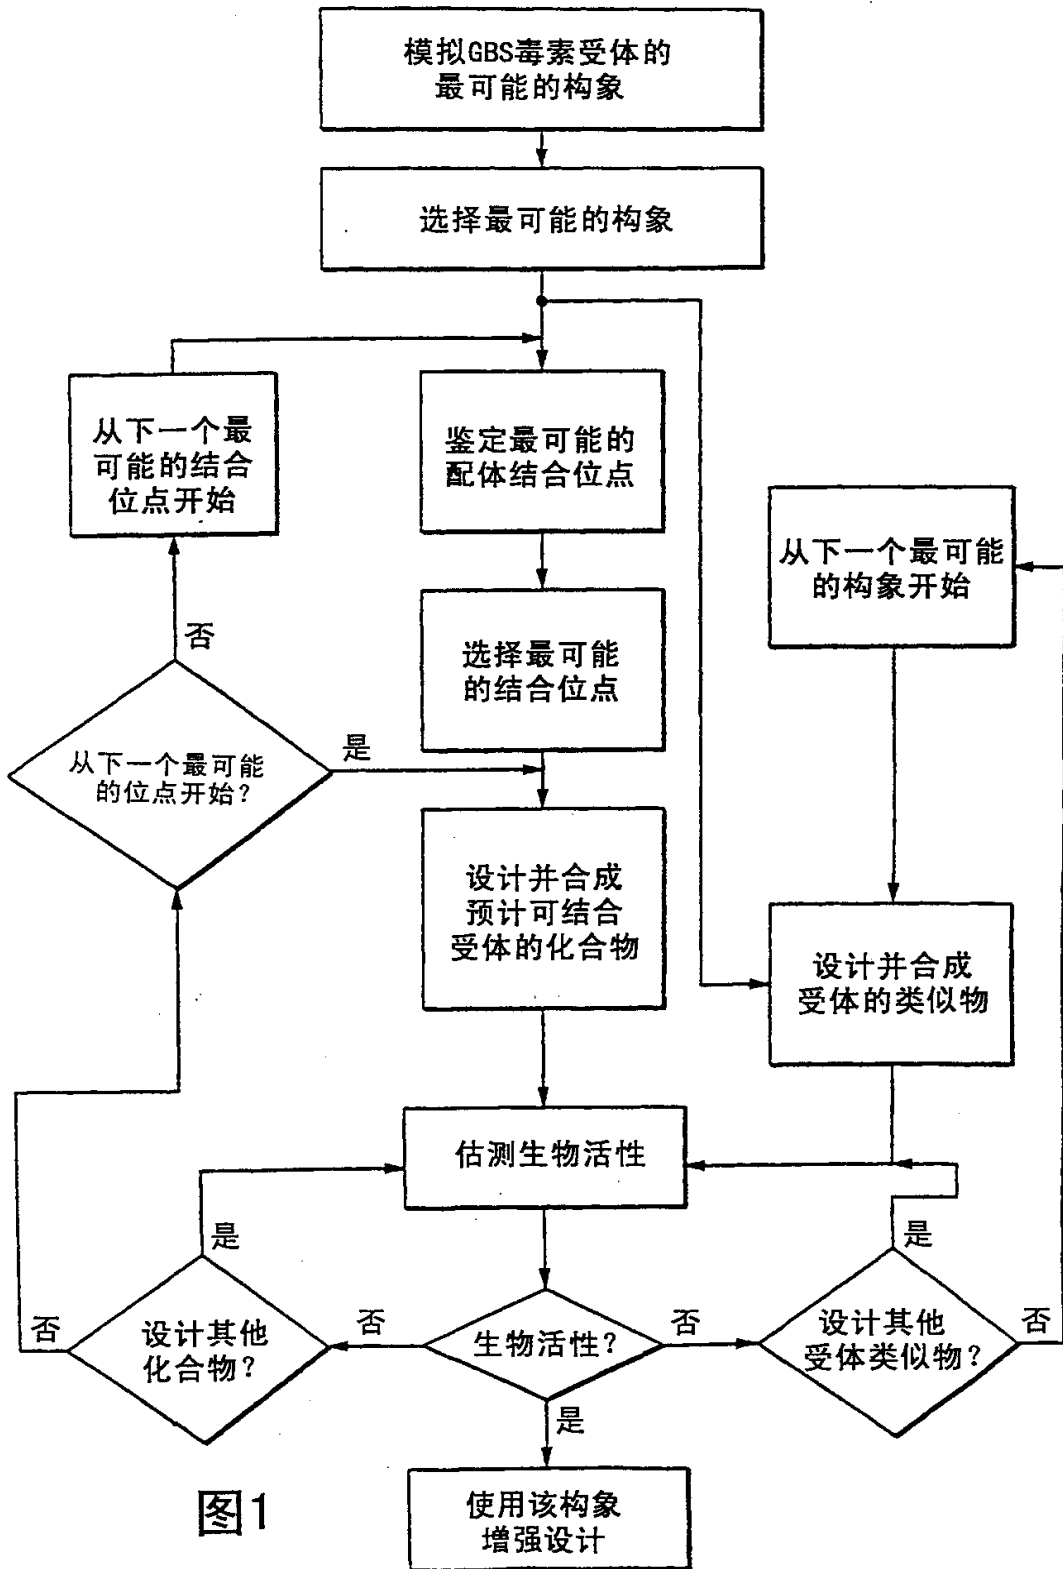 模拟GBS毒素受体的
最可能的构象
选择最可能的构象
从下一个最
可能的结合
位点开始
鉴定最可能的
配体结合位点
从下一个最可能
的构象开始
否
选择最可能
的结合位点
从下一个最可能
的位点开始?
是
设计并合成
预计可结合
受体的化合物
设计并合成
受体的类似物
估测生物活性
是
是
否
设计其他
化合物?
否
生物活性?
否
设计其他
受体类似物?
否
是
使用该构象
增强设计
图1